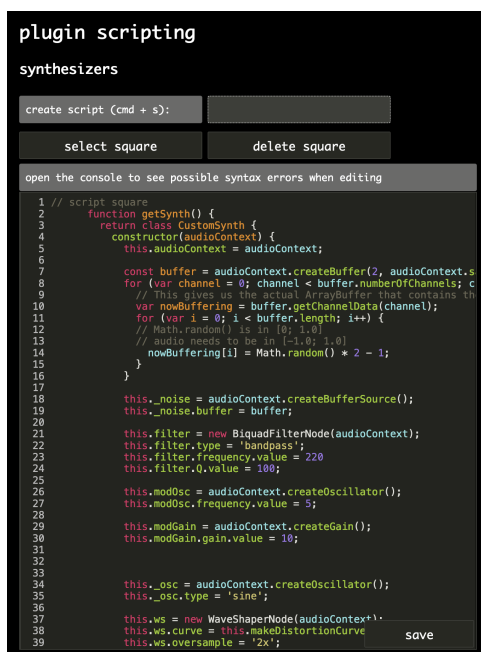 plugin scripting
synthesizers
create script (cmd + s):
select square
delete square
open the console to see possible syntax errors when editing
1 // script square
2 function getSynth() {
3 return class CustomSynth {
4 constructor(audioContext) {
5 this.audioContext = audioContext;
6
7 const buffer = audioContext.createBuffer(2, audioContext.s
8 for (var channel = 0; channel < buffer.numberOfChannels; c
9 // This gives us the actual ArrayBuffer that contains the
10 var nowBuffering = buffer.getChannelData(channel);
11 for (var i = 0; i < buffer.length; i++) {
12 // Math.random() is in [0; 1.0]
13 // audio needs to be in [-1.0; 1.0]
14 nowBuffering[i] = Math.random() * 2 - 1;
15 }
16 }
17
18 this._noise = audioContext.createBufferSource();
19 this._noise.buffer = buffer;
20
21 this.filter = new BiquadFilterNode(audioContext);
22 this.filter.type = 'bandpass';
23 this.filter.frequency.value = 220
24 this.filter.Q.value = 100;
25
26 this.modOsc = audioContext.createOscillator();
27 this.modOsc.frequency.value = 5;
28
29 this.modGain = audioContext.createGain();
30 this.modGain.gain.value = 10;
31
32
33
34 this._osc = audioContext.createOscillator();
35 this._osc.type = 'sine';
36
37 this.ws = new WaveShaperNode(audioContext);
38 this.ws.curve = this.makeDistortionCurve
39 this.ws.oversample = '2x';
save